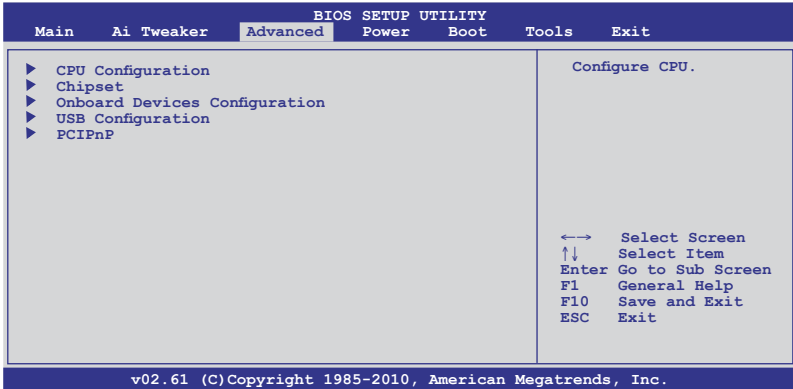 BIOS SETUP UTILITY
Main Ai Tweaker Advanced Power Boot Tools Exit
CPU Configuration
Chipset
Onboard Devices Configuration
USB Configuration
PCIPnP
Configure CPU.
←→ Select Screen
↑↓ Select Item
Enter Go to Sub Screen
F1 General Help
F10 Save and Exit
ESC Exit
v02.61 (C)Copyright 1985-2010, American Megatrends, Inc.